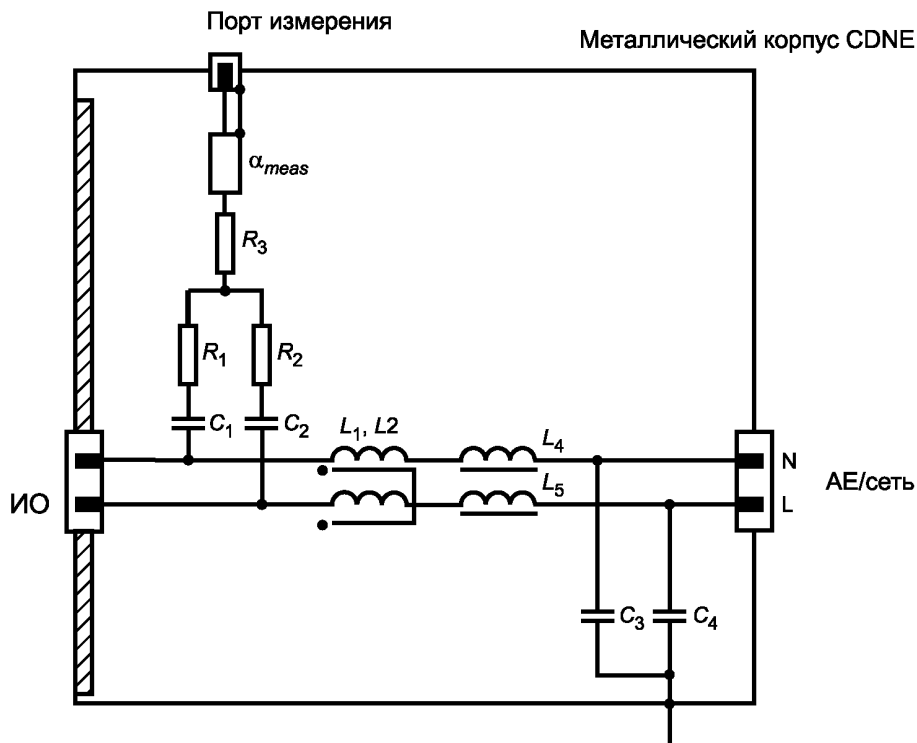 Порт измерения
Металлический корпус CDNE
αmeas
R3
R1
R2
C1
C2
L1, L2
L4
N
L5
L
AE/сеть
ИО
C3
C4